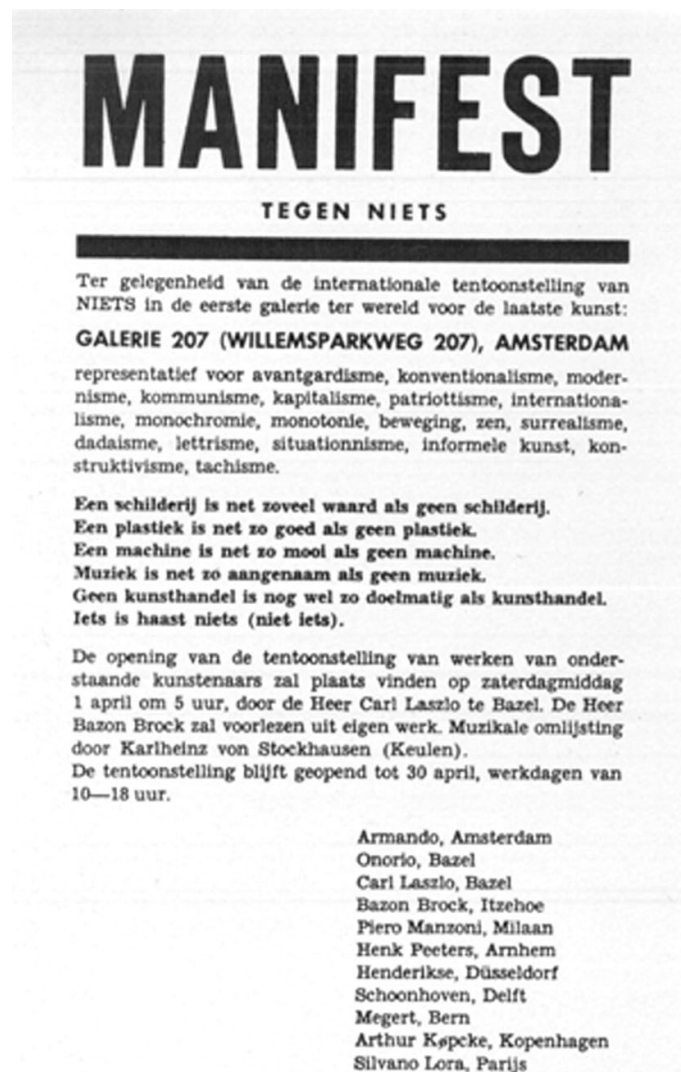 MANIFEST
TEGEN NIETS
Ter gelegenheid van de internationale tentoonstelling van
NIETS in de eerste galerie ter wereld voor de laatste kunst:
GALERIE 207 (WILLEMSPARKWEG 207), AMSTERDAM
representatief voor avantgardisme, konventionalisme, moder-
nisme, kommunisme, kapitalisme, patriottisme, internationa-
lisme, monochromie, monotonie, beweging, zen, surrealisme,
dadaisme, lettrisme, situationnisme, informele kunst, kon-
struktivisme, tachisme.
Een schilderij is net zoveel waard als geen schilderij.
Een plastiek is net zo goed als geen plastiek.
Een machine is net zo mooi als geen machine.
Muziek is net zo aangenaam als geen muziek.
Geen kunsthandel is nog wel zo doelmatig als kunsthandel.
Iets is haast niets (niet iets).
De opening van de tentoonstelling van werken van onder-
staande kunstenaars zal plaats vinden op zaterdagmiddag
1 april om 5 uur, door de Heer Carl Laszlo te Bazel. De Heer
Bazon Brock zal voorlezen uit eigen werk. Muzikale omlijsting
door Karlheinz von Stockhausen (Keulen).
De tentoonstelling blijft geopend tot 30 april, werkdagen van
10—18 uur.
Armando, Amsterdam
Onorio, Bazel
Carl Laszlo, Bazel
Bazon Brock, Itzehoe
Piero Manzoni, Milaan
Henk Peeters, Arnhem
Henderikse, Düsseldorf
Schoonhoven, Delft
Megert, Bern
Arthur Køpcke, Kopenhagen
Silvano Lora, Parijs